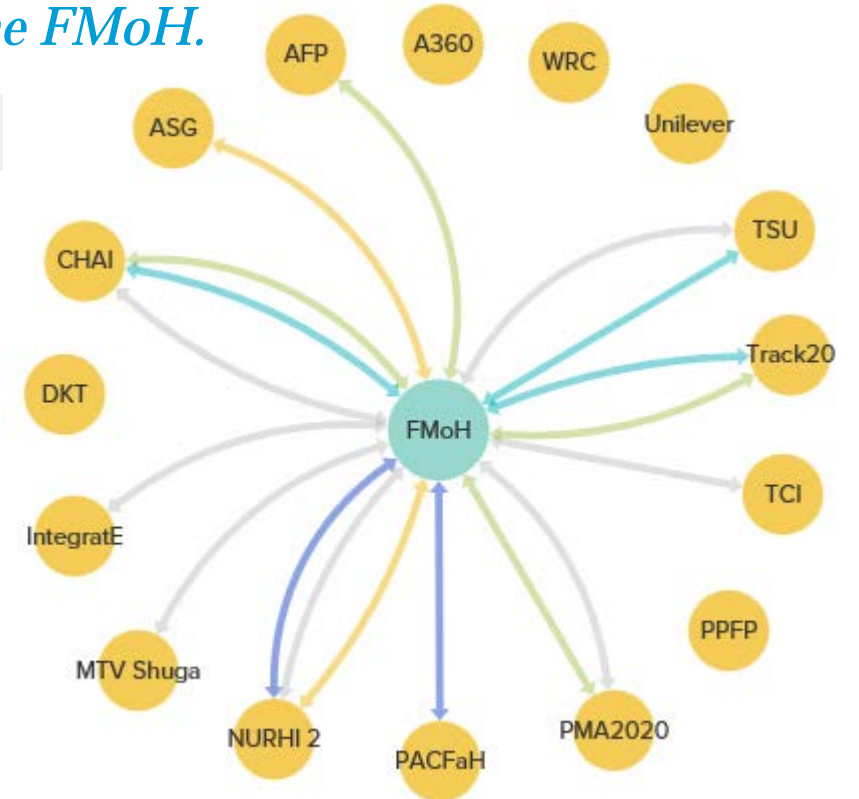 e FMoH.
AFP
A360
WRC
ASG
Unilever
TSU
CHAI
Track20
DKT
FMoH
TCI
IntegratE
PPFP
MTV Shuga
NURHI 2
PACFaH
PMA2020